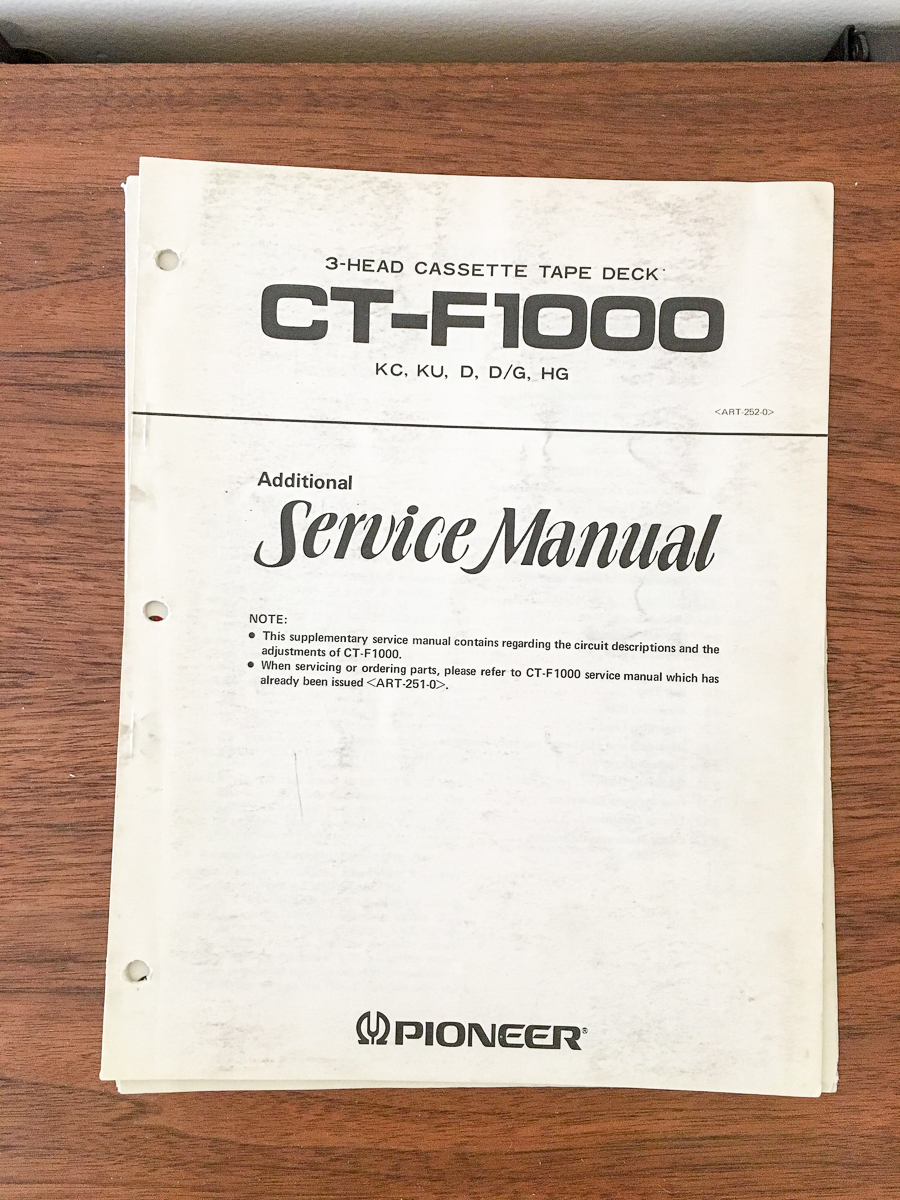 3-HEAD CASSETTE TAPE DECK
CT-F1000
KC, KU, D, D/G, HG
<ART-252-0>
Additional
Service Manual
NOTE:
● This supplementary service manual contains regarding the circuit descriptions and the
adjustments of CT-F1000.
● When servicing or ordering parts, please refer to CT-F1000 service manual which has
already been issued <ART-251-0>.
PIONEER®